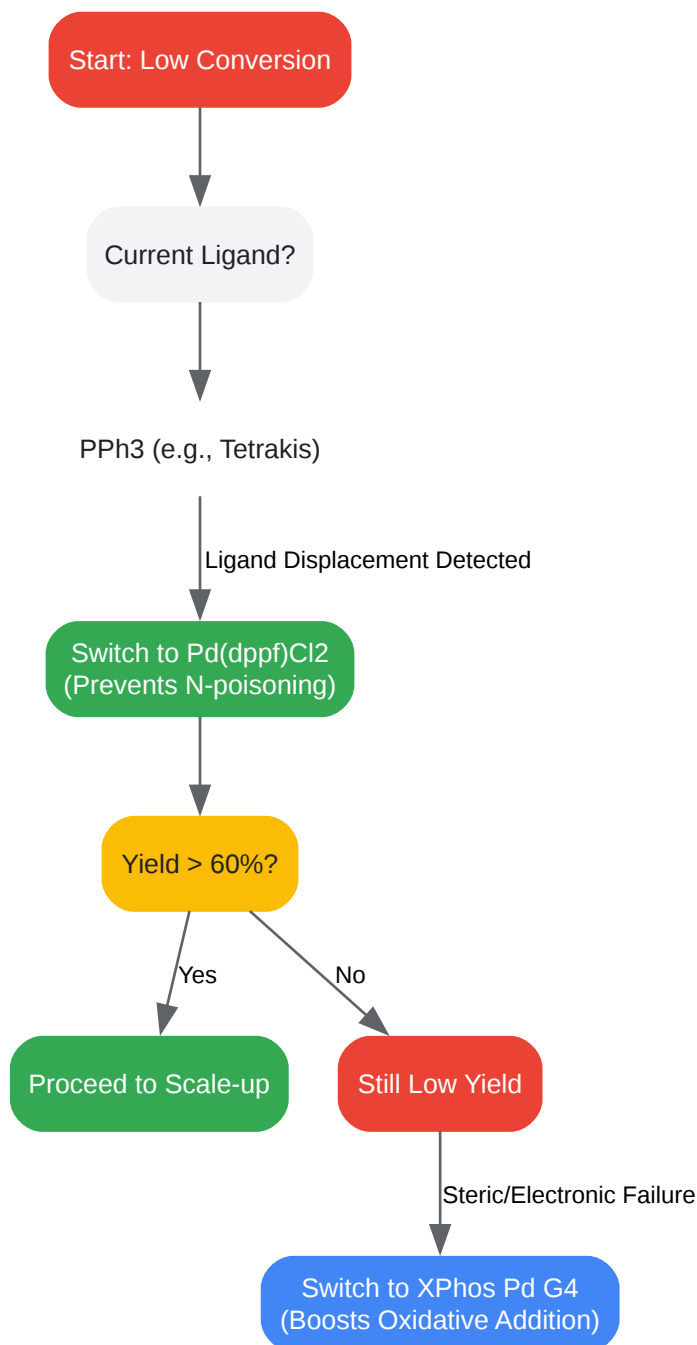 Start: Low Conversion
Current Ligand?
PPh3 (e.g., Tetrakis)
Ligand Displacement Detected
Switch to Pd(dppf)Cl2
(Prevents N-poisoning)
Yield > 60%?
Yes
No
Proceed to Scale-up
Still Low Yield
Steric/Electronic Failure
Switch to XPhos Pd G4
(Boosts Oxidative Addition)